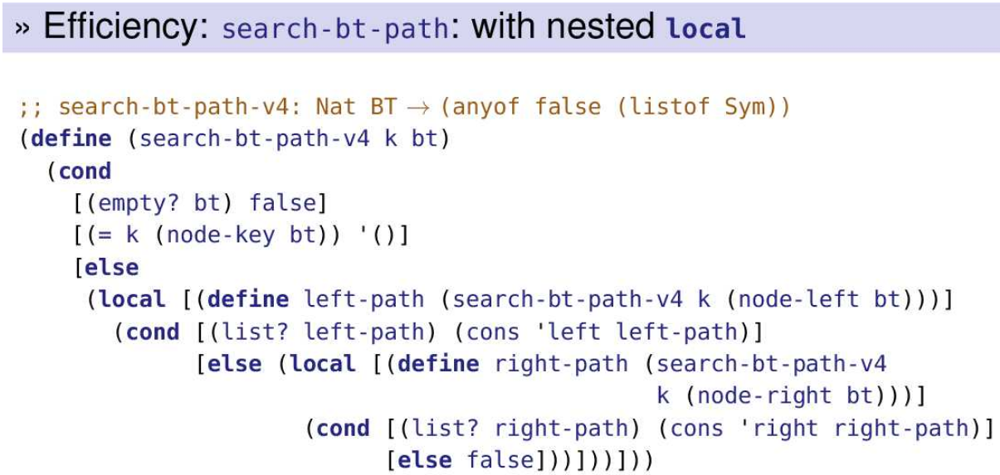 » Efficiency: search-bt-path: with nested local
;; search-bt-path-v4: Nat BT → (anyof false (listof Sym))
(define (search-bt-path-v4 k bt)
  (cond
    [(empty? bt) false]
    [(= k (node-key bt)) '()]
    [else
     (local [(define left-path (search-bt-path-v4 k (node-left bt)))]
       (cond [(list? left-path) (cons 'left left-path)]
             [else (local [(define right-path (search-bt-path-v4
                                               k (node-right bt)))]
                     (cond [(list? right-path) (cons 'right right-path)]
                           [else false]))]))]))